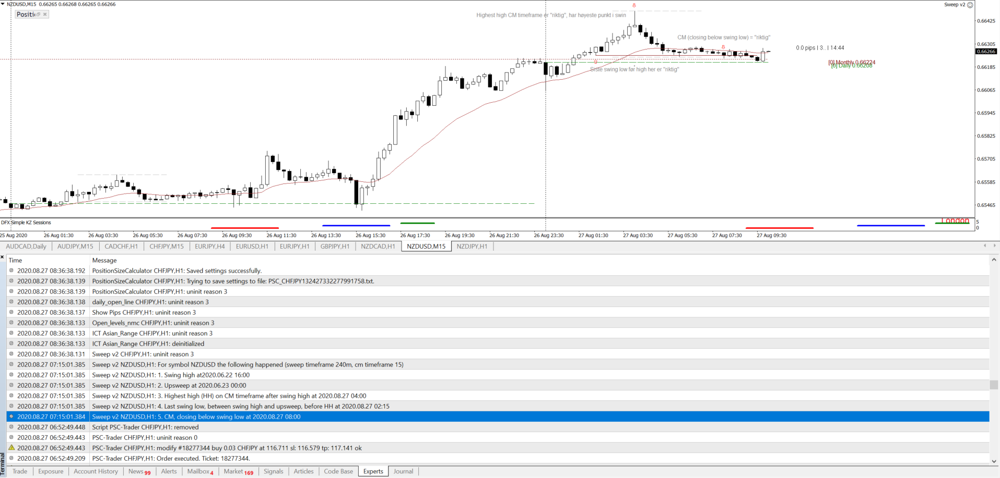 NZDUSD,M15 0.66265 0.66268 0.66265 0.66266
Sweep v2
Positi
Highest high CM timeframe er "riktig", har høyeste punkt i swin
0.66425
CM (closing below swing low) = "riktig"
0.66305
0.0 pips | 3.. | 14:44
0.66266
[0] Monthly 0.66224
[0] Daily 0.66208
0.66185
Siste swing low før high her er "riktig"
0.66065
0.65945
0.65825
0.65705
0.65585
0.65465
DFX Simple KZ Sessions
London
5
0
25 Aug 2020 26 Aug 01:30 26 Aug 03:30 26 Aug 05:30 26 Aug 07:30 26 Aug 09:30 26 Aug 11:30 26 Aug 13:30 26 Aug 15:30 26 Aug 17:30 26 Aug 19:30 26 Aug 21:30 26 Aug 23:30 27 Aug 01:30 27 Aug 03:30 27 Aug 05:30 27 Aug 07:30 27 Aug 09:30
AUDCAD,Daily AUDJPY,M15 CADCHF,H1 CHFJPY,M15 EURJPY,H4 EURUSD,H1 EURJPY,H1 GBPJPY,H1 NZDCAD,H1 NZDUSD,M15 NZDJPY,H1
Time Message
2020.08.27 08:36:38.192 PositionSizeCalculator CHFJPY,H1: Saved settings successfully.
2020.08.27 08:36:38.139 PositionSizeCalculator CHFJPY,H1: Trying to save settings to file: PSC_CHFJPY132427332277991758.txt.
2020.08.27 08:36:38.139 PositionSizeCalculator CHFJPY,H1: uninit reason 3
2020.08.27 08:36:38.138 daily_open_line CHFJPY,H1: uninit reason 3
2020.08.27 08:36:38.137 Show Pips CHFJPY,H1: uninit reason 3
2020.08.27 08:36:38.133 Open_levels_nmc CHFJPY,H1: uninit reason 3
2020.08.27 08:36:38.133 ICT Asian_Range CHFJPY,H1: uninit reason 3
2020.08.27 08:36:38.133 ICT Asian_Range CHFJPY,H1: deinitialized
2020.08.27 08:36:38.131 Sweep v2 CHFJPY,H1: uninit reason 3
2020.08.27 07:15:01.385 Sweep v2 NZDUSD,H1: For symbol NZDUSD the following happened (sweep timeframe 240m, cm timeframe 15)
2020.08.27 07:15:01.385 Sweep v2 NZDUSD,H1: 1. Swing high at2020.06.22 16:00
2020.08.27 07:15:01.385 Sweep v2 NZDUSD,H1: 2. Upsweep at 2020.06.23 00:00
2020.08.27 07:15:01.385 Sweep v2 NZDUSD,H1: 3. Highest high (HH) on CM timeframe after swing high at 2020.08.27 04:00
2020.08.27 07:15:01.385 Sweep v2 NZDUSD,H1: 4. Last swing low, between swing high and upsweep, before HH at 2020.08.27 02:15
2020.08.27 07:15:01.384 Sweep v2 NZDUSD,H1: 5. CM, closing below swing low at 2020.08.27 08:00
2020.08.27 06:52:49.448 Script PSC-Trader CHFJPY,H1: removed
2020.08.27 06:52:49.443 PSC-Trader CHFJPY,H1: uninit reason 0
2020.08.27 06:52:49.443 PSC-Trader CHFJPY,H1: modify #18277344 buy 0.03 CHFJPY at 116.711 sl: 116.579 tp: 117.141 ok
2020.08.27 06:52:49.209 PSC-Trader CHFJPY,H1: Order executed. Ticket: 18277344.
Terminal
Trade Exposure Account History News 99 Alerts Mailbox 4 Market 169 Signals Articles Code Base Experts Journal